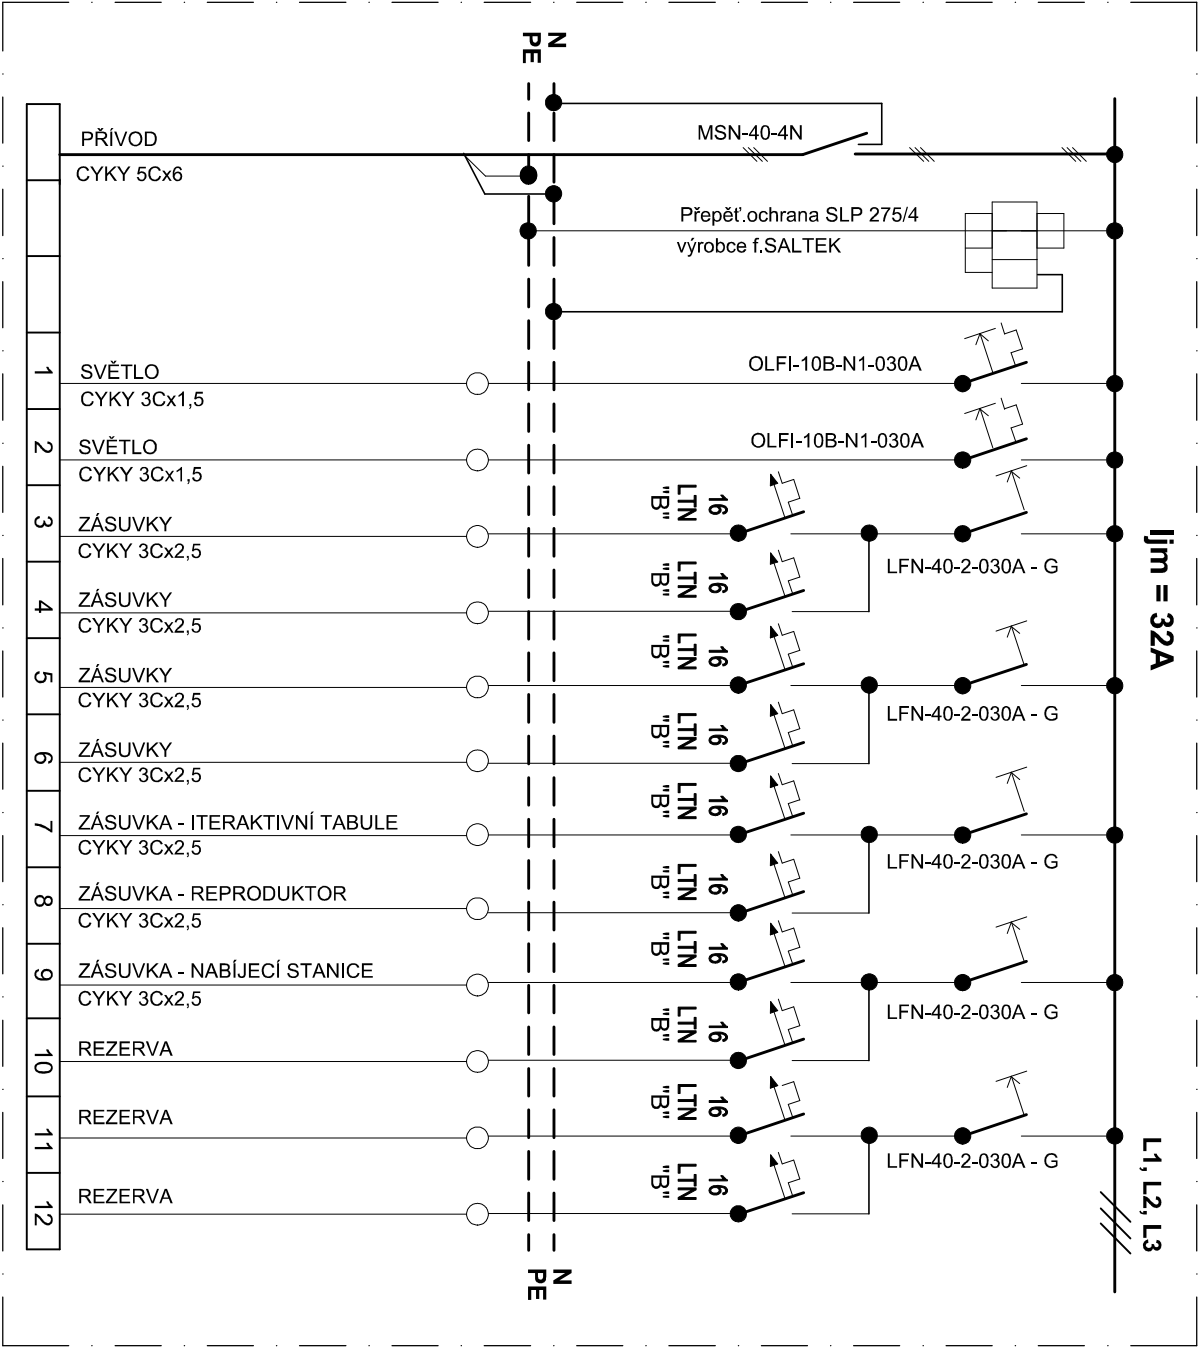 N
PE
PŘÍVOD
CYKY 5Cx6
MSN-40-4N
Přepěť.ochrana SLP 275/4
výrobce f.SALTEK
Ijm = 32A
1
SVĚTLO
CYKY 3Cx1,5
OLFI-10B-N1-030A
2
SVĚTLO
CYKY 3Cx1,5
OLFI-10B-N1-030A
3
ZÁSUVKY
CYKY 3Cx2,5
16
LTN
"B"
LFN-40-2-030A - G
4
ZÁSUVKY
CYKY 3Cx2,5
16
LTN
"B"
5
ZÁSUVKY
CYKY 3Cx2,5
16
LTN
"B"
LFN-40-2-030A - G
6
ZÁSUVKY
CYKY 3Cx2,5
16
LTN
"B"
7
ZÁSUVKA - ITERAKTIVNÍ TABULE
CYKY 3Cx2,5
16
LTN
"B"
LFN-40-2-030A - G
8
ZÁSUVKA - REPRODUKTOR
CYKY 3Cx2,5
16
LTN
"B"
9
ZÁSUVKA - NABÍJECÍ STANICE
CYKY 3Cx2,5
16
LTN
"B"
LFN-40-2-030A - G
10
REZERVA
16
LTN
"B"
11
REZERVA
16
LTN
"B"
LFN-40-2-030A - G
12
REZERVA
16
LTN
"B"
L1, L2, L3
N
PE